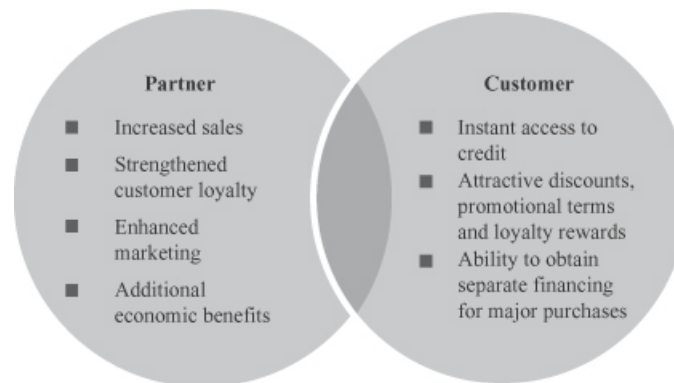 Partner
■ Increased sales
■ Strengthened
customer loyalty
■ Enhanced
marketing
■ Additional
economic benefits
Customer
■ Instant access to
credit
■ Attractive discounts,
promotional terms
and loyalty rewards
■ Ability to obtain
separate financing
for major purchases